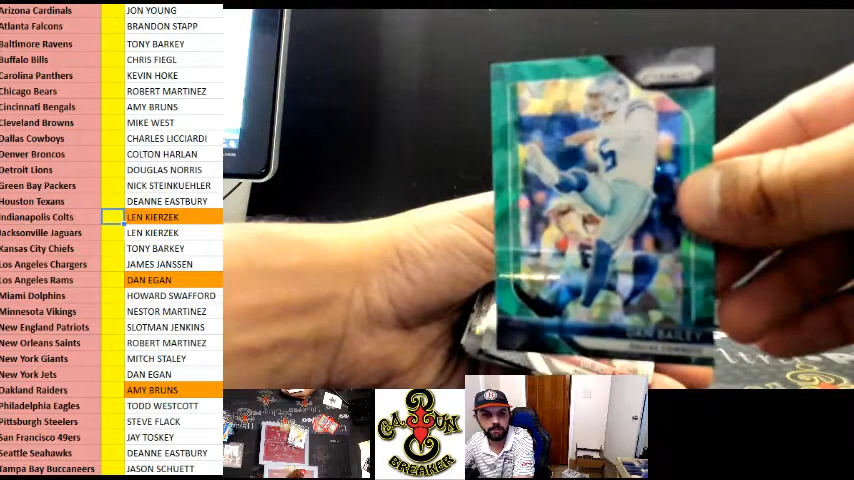 Arizona Cardinals JON YOUNG
Atlanta Falcons BRANDON STAPP
Baltimore Ravens TONY BARKEY
Buffalo Bills CHRIS FIEGL
Carolina Panthers KEVIN HOKE
Chicago Bears ROBERT MARTINEZ
Cincinnati Bengals AMY BRUNS
Cleveland Browns MIKE WEST
Dallas Cowboys CHARLES LICCIARDI
Denver Broncos COLTON HARLAN
Detroit Lions DOUGLAS NORRIS
Green Bay Packers NICK STEINKUEHLER
Houston Texans DEANNE EASTBURY
Indianapolis Colts LEN KIERZEK
Jacksonville Jaguars LEN KIERZEK
Kansas City Chiefs TONY BARKEY
Los Angeles Chargers JAMES JANSSEN
Los Angeles Rams DAN EGAN
Miami Dolphins HOWARD SWAFFORD
Minnesota Vikings NESTOR MARTINEZ
New England Patriots SLOTMAN JENKINS
New Orleans Saints ROBERT MARTINEZ
New York Giants MITCH STALEY
New York Jets DAN EGAN
Oakland Raiders AMY BRUNS
Philadelphia Eagles TODD WESTCOTT
Pittsburgh Steelers STEVE FLACK
San Francisco 49ers JAY TOSKEY
Seattle Seahawks DEANNE EASTBURY
Tampa Bay Buccaneers JASON SCHUETT
PRIZM
5
DAN BAILEY
DALLAS COWBOYS
CAJUN
BREAKER